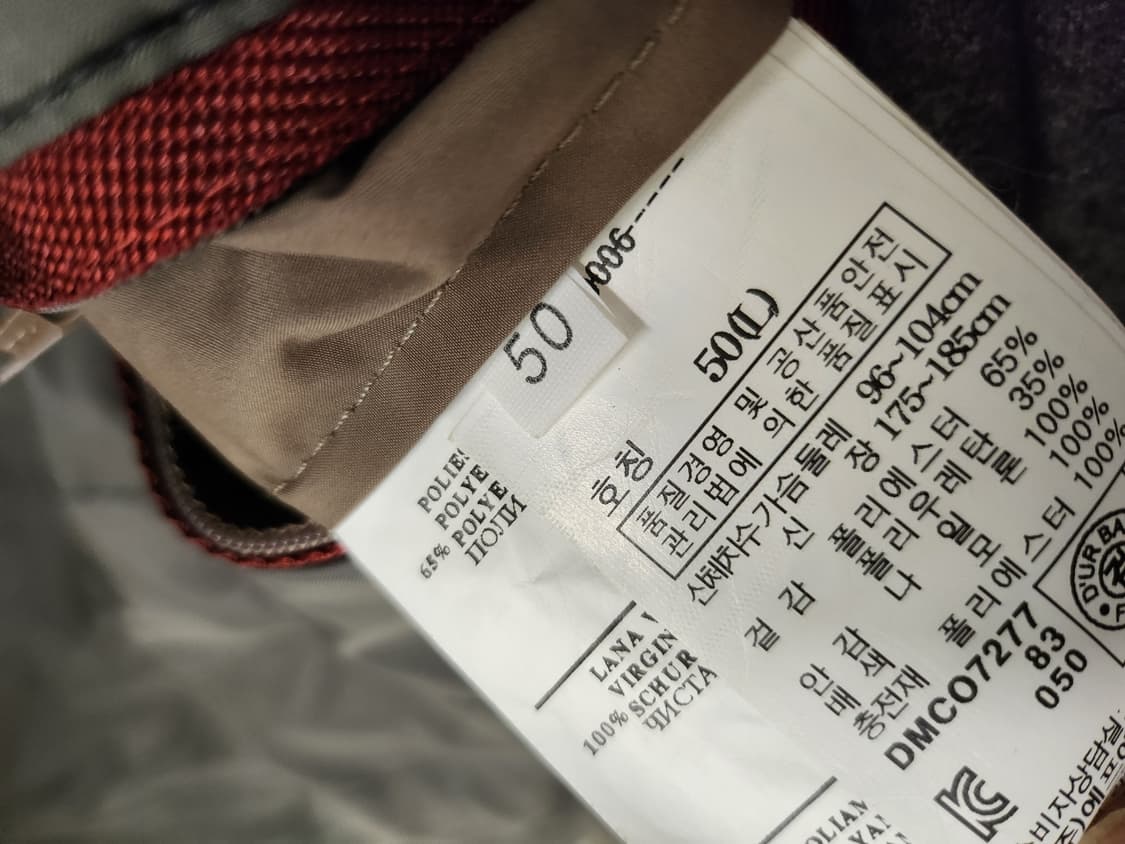 50
006-----
호칭 50(L)
품질경영 및 공산품안전
관리법에 의한 품질표시
신체치수 가슴둘레 96~104cm
신장 175~185cm
겉감 폴리에스터 65%
폴리우레탄 35%
안감 나일론 100%
배색 모 100%
충전재 폴리에스터 100%
DMCO7277
83
050
D'URBA
POLIES
POLYE
65% POLYE
ПОЛИ
LANA V
VIRGIN
100% SCHUR
ЧИСТА